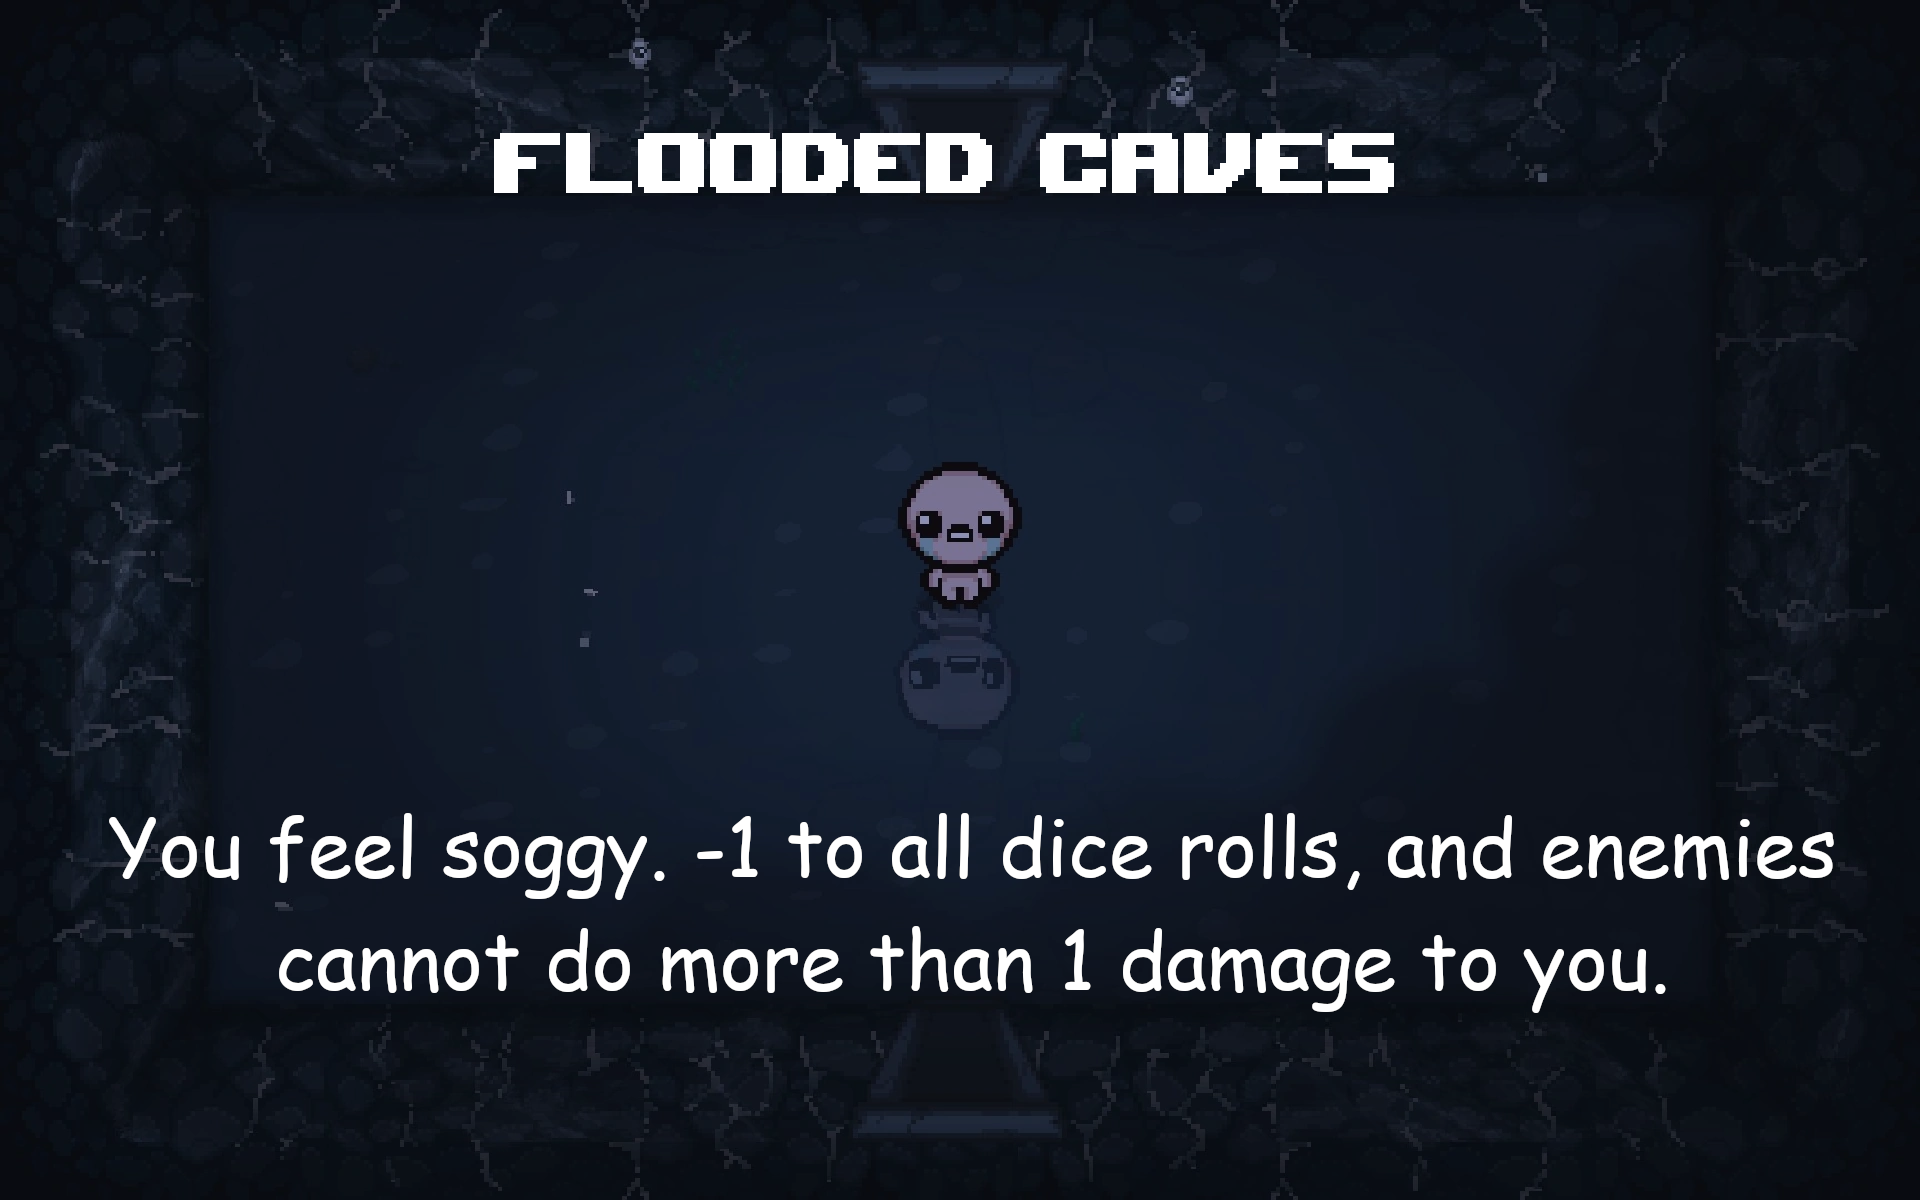 FLOODED CAVES
You feel soggy. -1 to all dice rolls, and enemies
cannot do more than 1 damage to you.